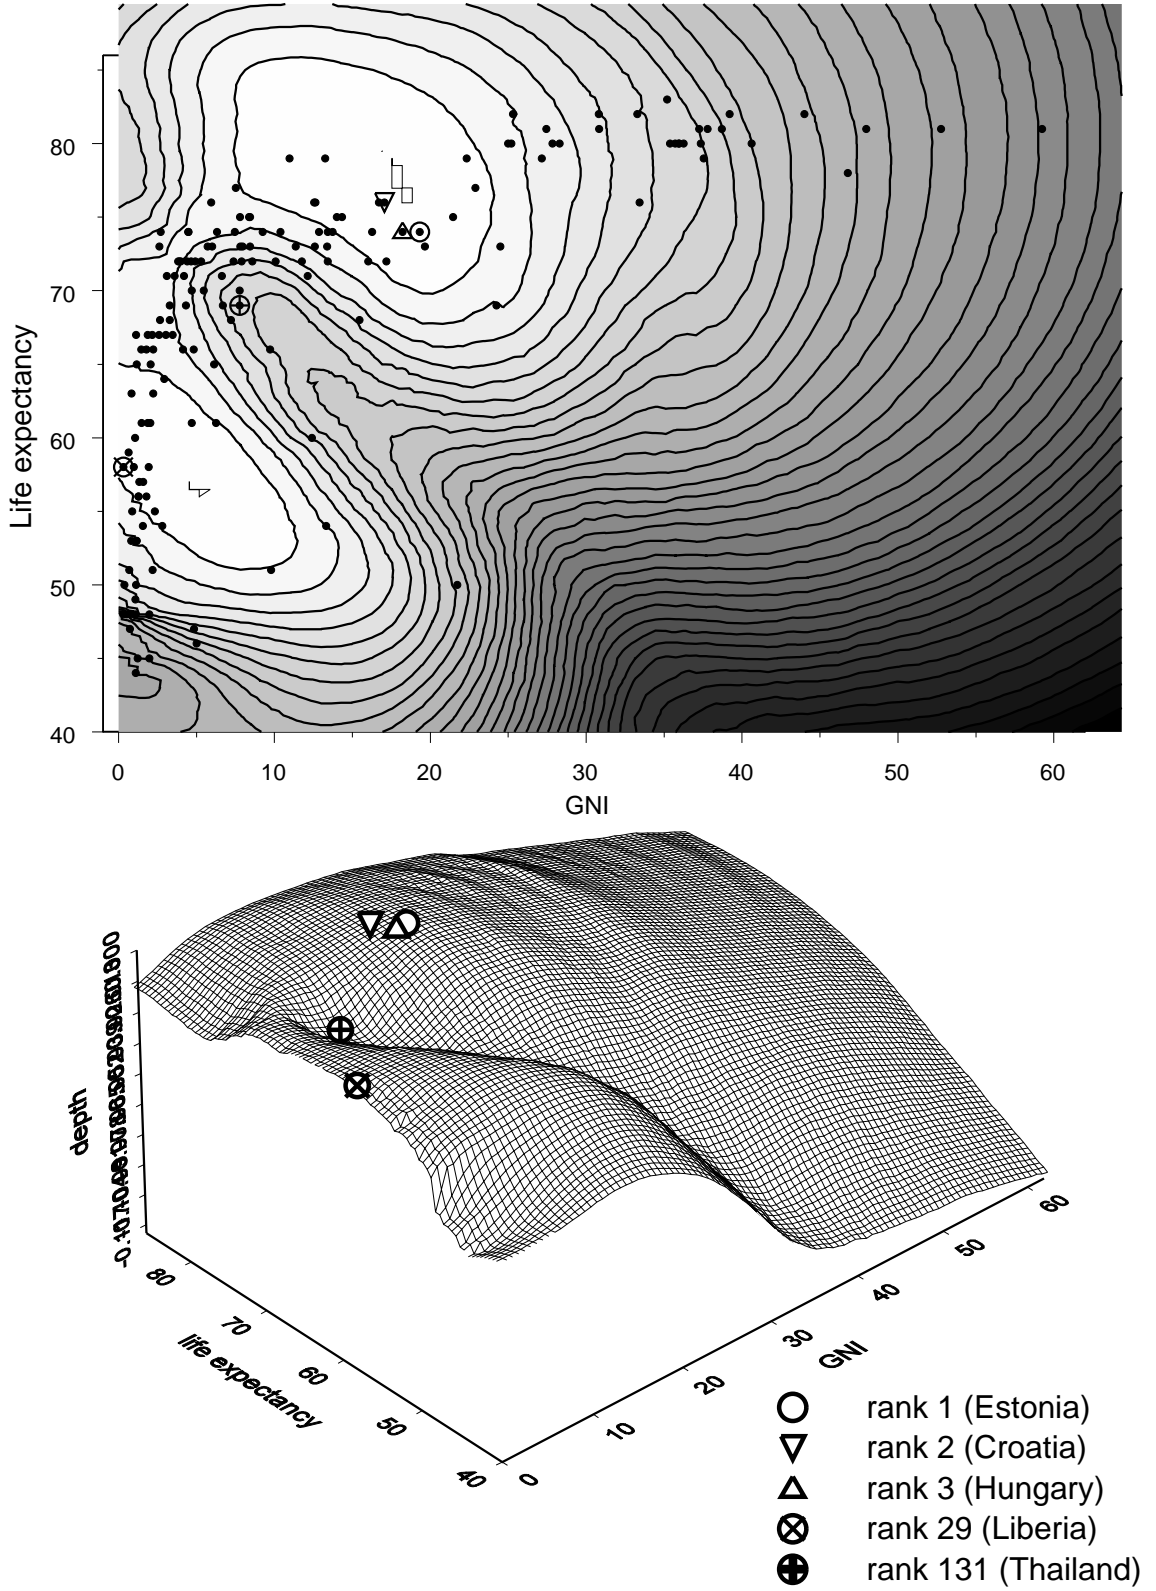 80
70
60
50
40
Life expectancy
0 10 20 30 40 50 60
GNI
depth
80
70
60
50
40
life expectancy
0
10
20
30
40
50
60
GNI
rank 1 (Estonia)
rank 2 (Croatia)
rank 3 (Hungary)
rank 29 (Liberia)
rank 131 (Thailand)